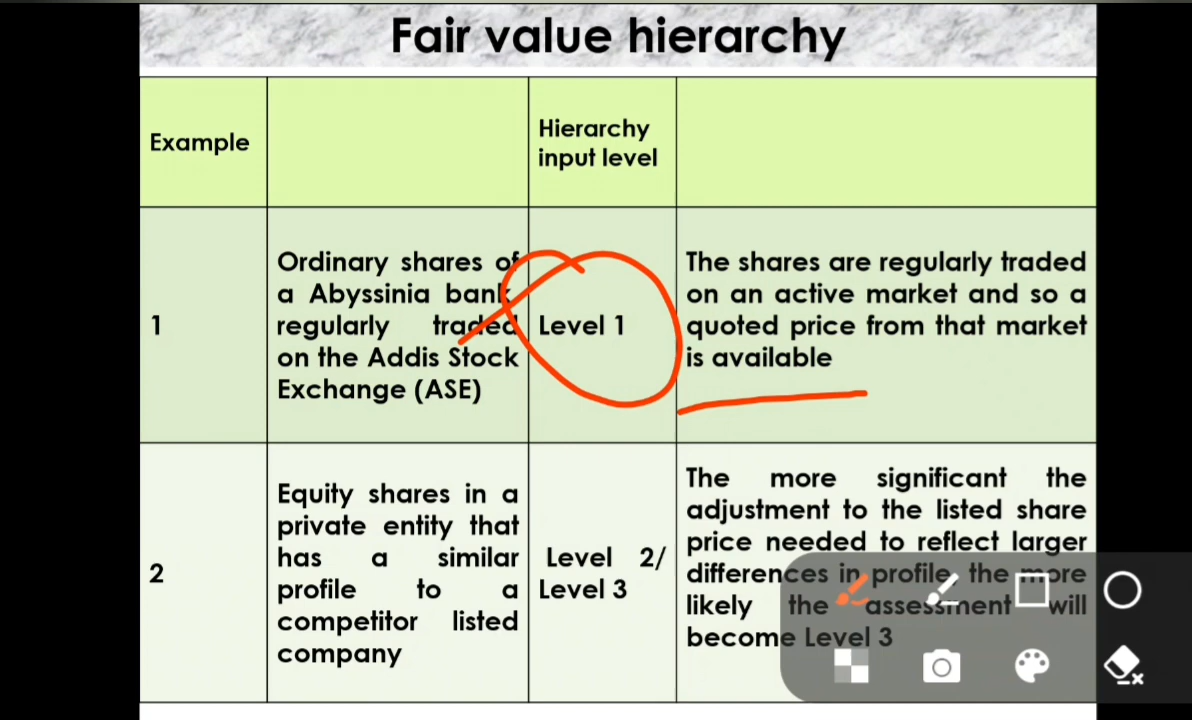 Fair value hierarchy
Example
Hierarchy
input level
1
Ordinary shares of
a Abyssinia bank
regularly traded
on the Addis Stock
Exchange (ASE)
Level 1
The shares are regularly traded
on an active market and so a
quoted price from that market
is available
2
Equity shares in a
private entity that
has a similar
profile to a
competitor listed
company
Level 2/
Level 3
The more significant the
adjustment to the listed share
price needed to reflect larger
differences in profile, the more
likely the assessment will
become Level 3